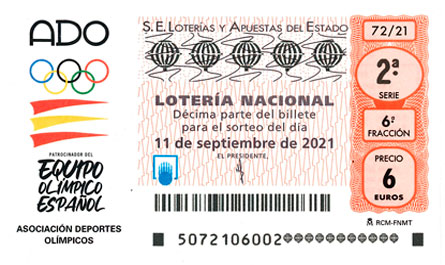 ADO
PATROCINADOR DEL
EQUIPO
OLÍMPICO
ESPAÑOL
ASOCIACIÓN DEPORTES
OLÍMPICOS
S.E. LOTERÍAS Y APUESTAS DEL ESTADO
LOTERÍA NACIONAL
Décima parte del billete
para el sorteo del día
11 de septiembre de 2021
EL PRESIDENTE,
72/21
2.ª
SERIE
6ª
FRACCIÓN
PRECIO
6
EUROS
RCM-FNMT
5072106002